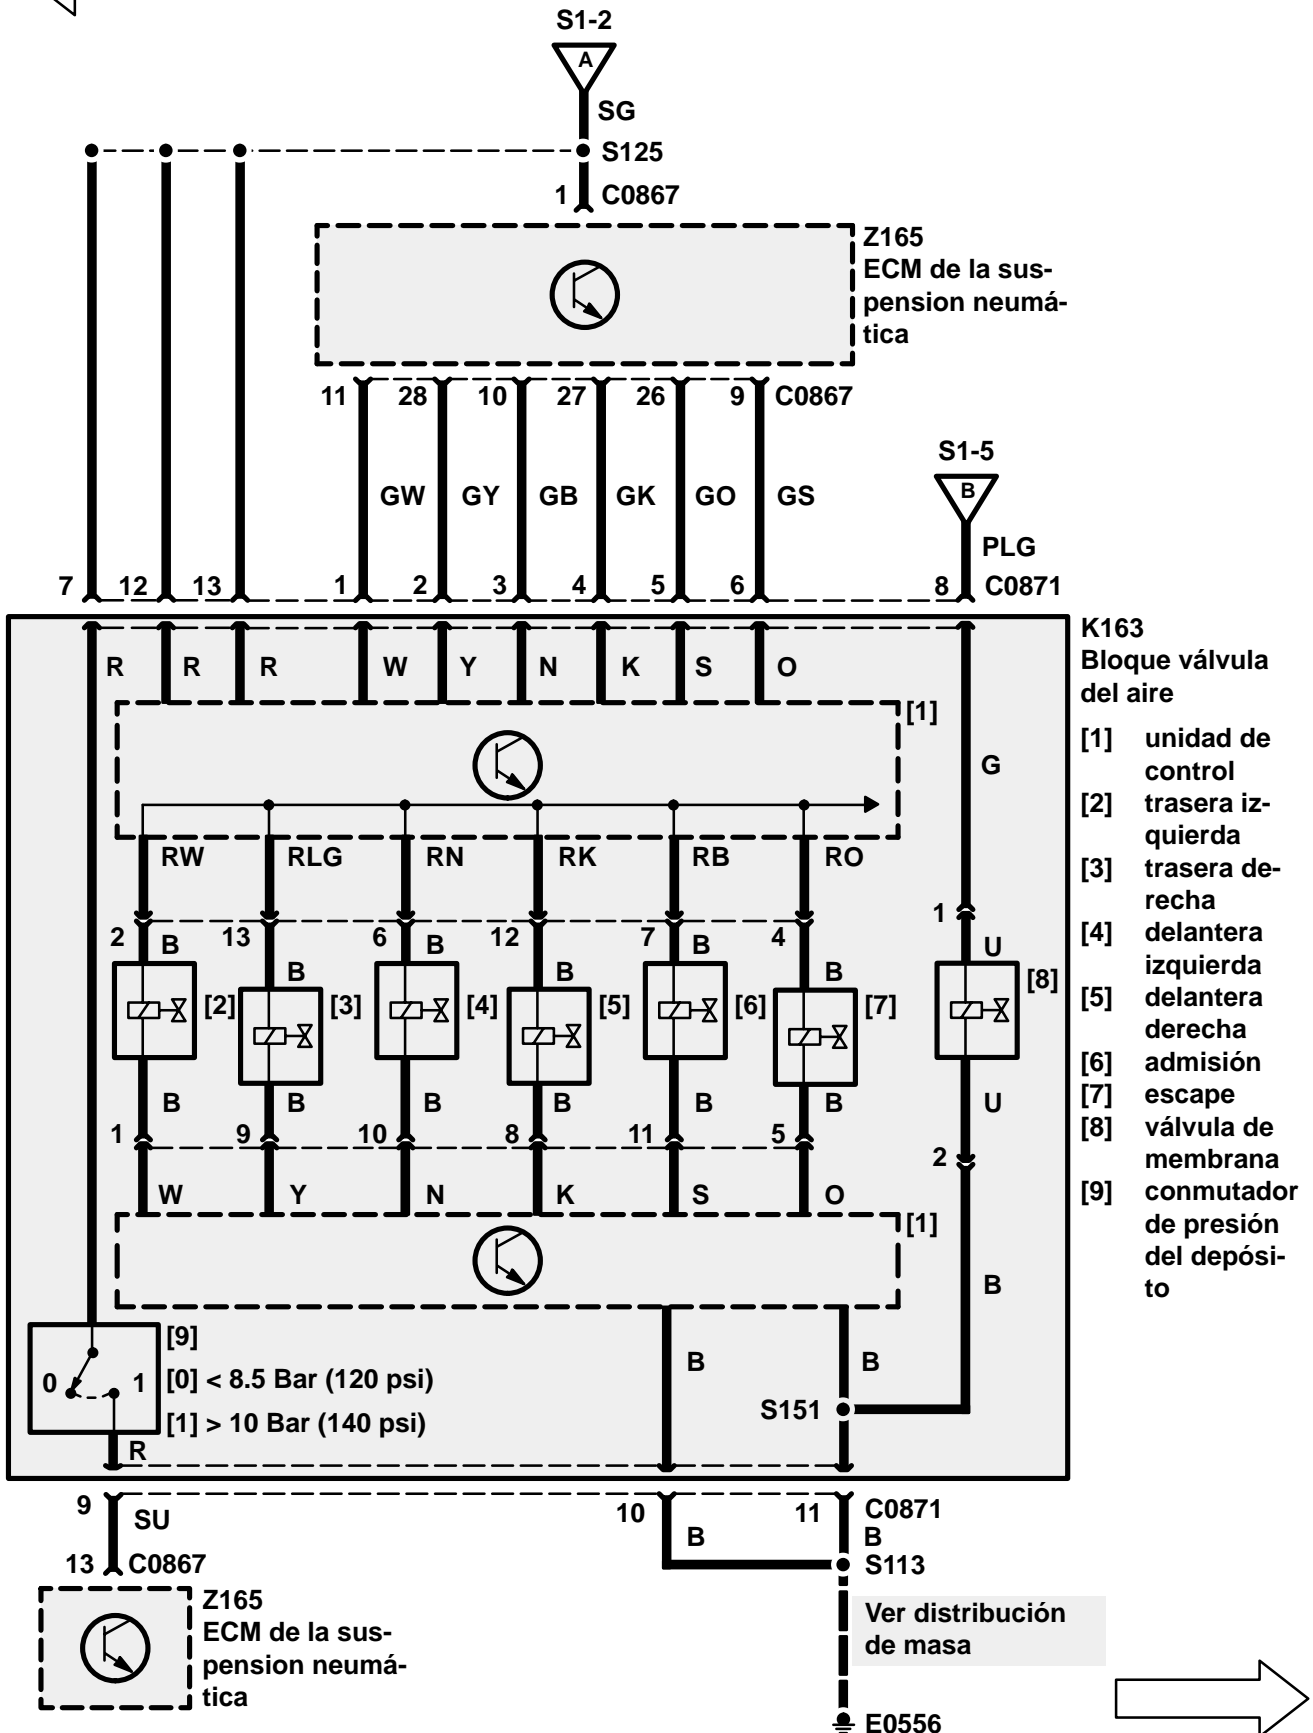 S1-2
A
SG
S125
1 C0867
Z165
ECM de la sus-
pension neumá-
tica
11 28 10 27 26 9 C0867
S1-5
B
GW GY GB GK GO GS
PLG
7 12 13 1 2 3 4 5 6 8 C0871
K163
Bloque válvula
del aire
R R R W Y N K S O
[1]
[1] unidad de
control
G
[2] trasera iz-
quierda
RW RLG RN RK RB RO
[3] trasera de-
recha
1
2 13 6 12 7 4
[4] delantera
izquierda
B B B B B B U
[2] [3] [4] [5] [6] [7] [8]
[5] delantera
derecha
[6] admisión
[7] escape
B B B B B B U
[8] válvula de
membrana
1 9 10 8 11 5 2
[9] conmutador
de presión
del depósi-
to
W Y N K S O
[1]
B
[9]
0 1 [0] < 8.5 Bar (120 psi)
[1] > 10 Bar (140 psi)
B B
S151
R
9 SU
10 11 C0871
B B
13 C0867
S113
Z165
ECM de la sus-
pension neumá-
tica
Ver distribución
de masa
E0556